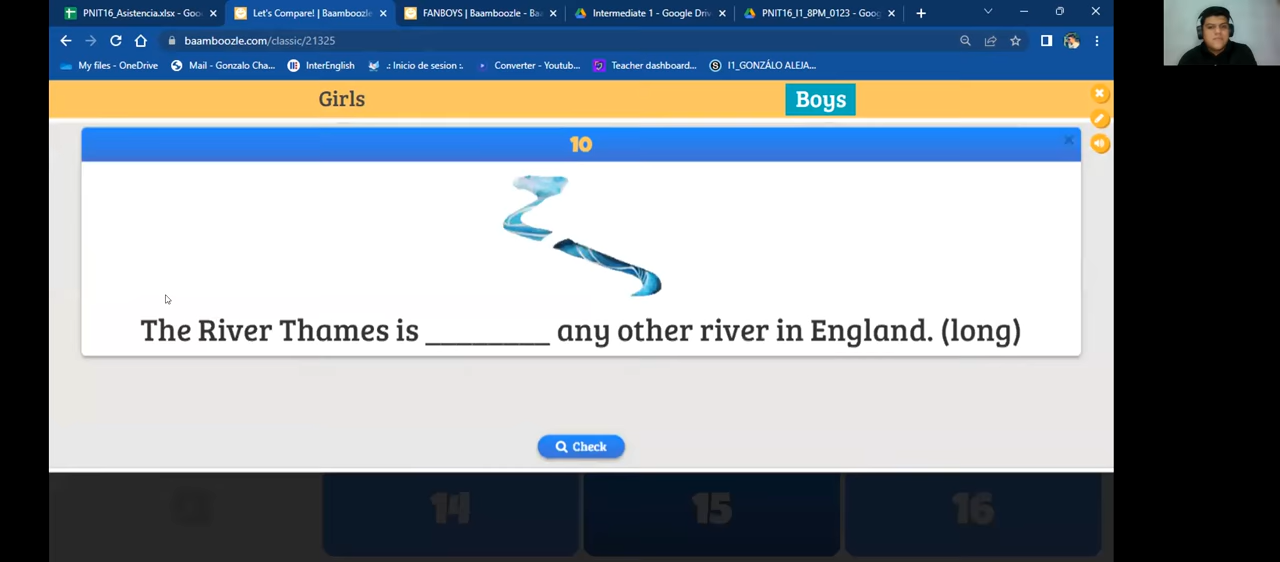 PNIT16_Asistencia.xlsx - Goo
Let's Compare! | Baamboozle
FANBOYS | Baamboozle - Ba
Intermediate 1 - Google Driv
PNIT16_I1_8PM_0123 - Goog
baamboozle.com/classic/21325
My files - OneDrive
Mail - Gonzalo Cha...
InterEnglish
.: Inicio de sesion :.
Converter - Youtub...
Teacher dashboard...
I1_GONZÁLO ALEJA...
Girls
Boys
10
The River Thames is ________ any other river in England. (long)
Check
14
15
16